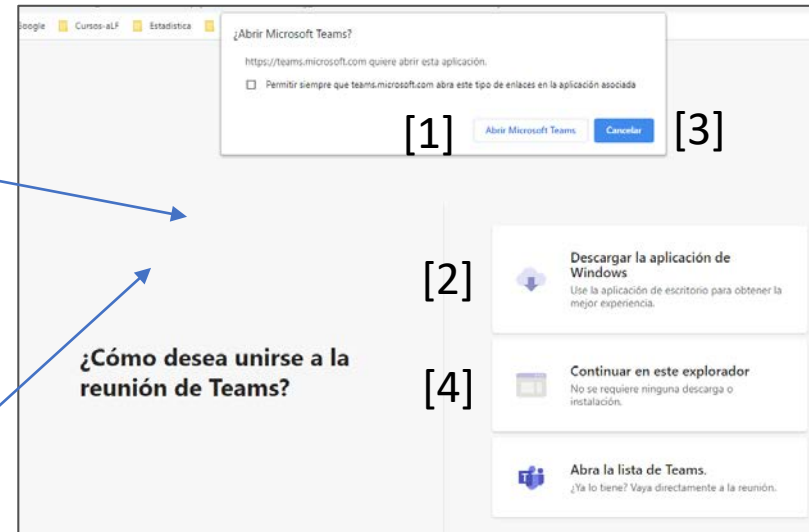 Google Cursos-aLF Estadistica
¿Abrir Microsoft Teams?
https://teams.microsoft.com quiere abrir esta aplicación.
Permitir siempre que teams.microsoft.com abra este tipo de enlaces en la aplicación asociada
[1] Abrir Microsoft Teams Cancelar [3]
[2]
Descargar la aplicación de
Windows
Use la aplicación de escritorio para obtener la
mejor experiencia.
¿Cómo desea unirse a la
reunión de Teams?
[4]
Continuar en este explorador
No se requiere ninguna descarga o
instalación.
Abra la lista de Teams.
¿Ya lo tiene? Vaya directamente a la reunión.